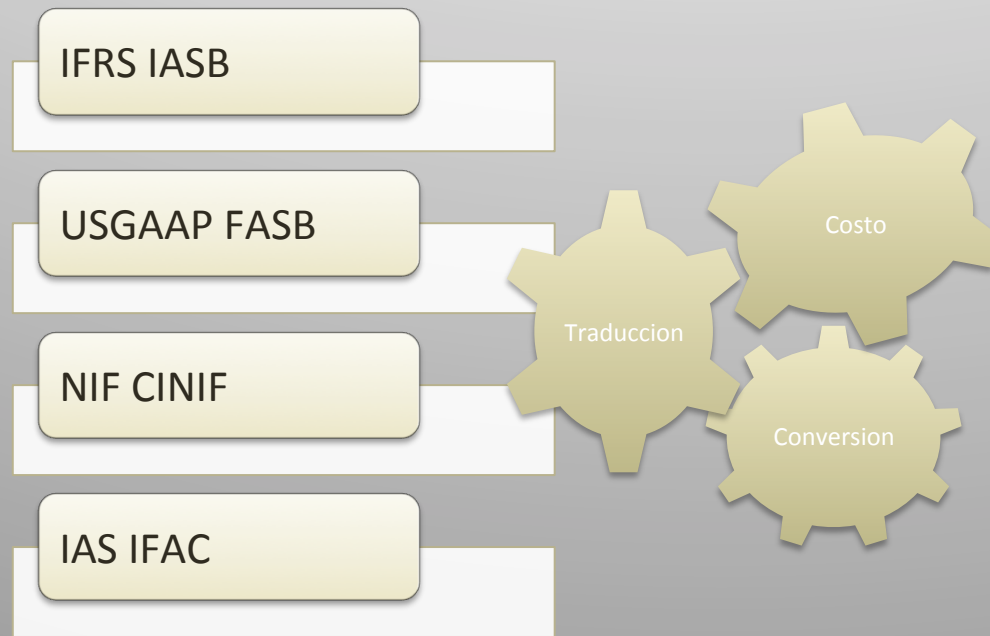 IFRS IASB
USGAAP FASB
NIF CINIF
IAS IFAC
Costo
Traduccion
Conversion